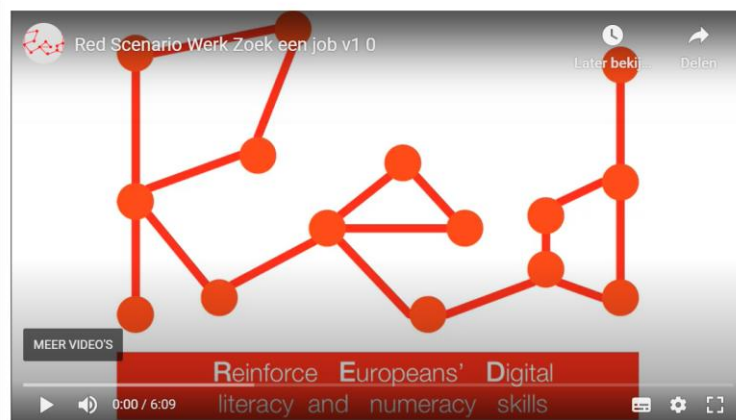 Red Scenario Werk Zoek een job v1 0
Later bekij...
Delen
MEER VIDEO'S
Reinforce Europeans' Digital
literacy and numeracy skills
0:00 / 6:09